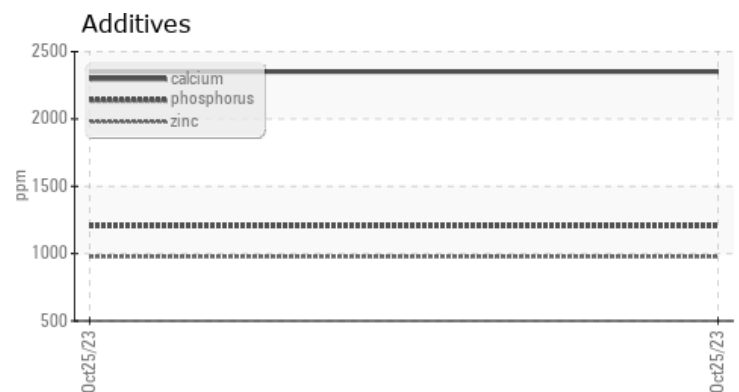 Additives
2500
2000
1500
1000
500
ppm
calcium
phosphorus
zinc
Oct25/23
Oct25/23